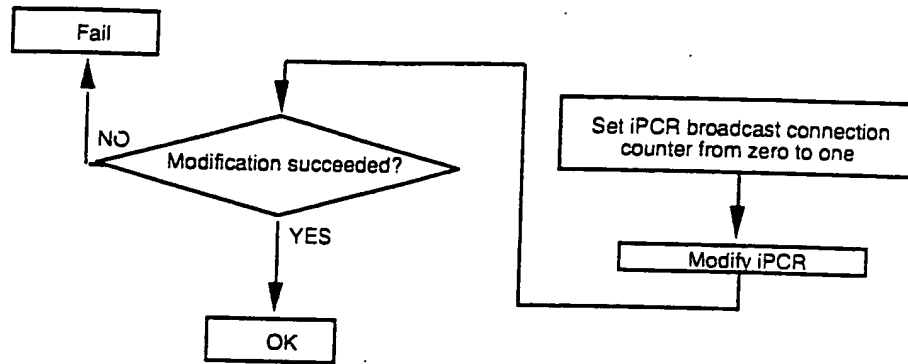 Fail
NO
Modification succeeded?
YES
OK
Set iPCR broadcast connection
counter from zero to one
Modify iPCR